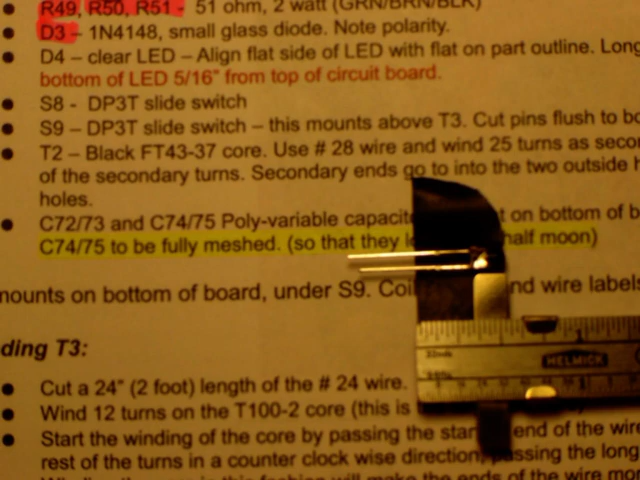 R49, R50, R51 - 51 ohm, 2 watt (GRN/BRN/BLK)
D3 – 1N4148, small glass diode. Note polarity.
D4 – clear LED – Align flat side of LED with flat on part outline. Long
bottom of LED 5/16" from top of circuit board.
S8 - DP3T slide switch
S9 – DP3T slide switch – this mounts above T3. Cut pins flush to bo
T2 – Black FT43-37 core. Use # 28 wire and wind 25 turns as secon
of the secondary turns. Secondary ends go to into the two outside h
holes.
C72/73 and C74/75 Poly-variable capacit t on bottom of b
C74/75 to be fully meshed. (so that they l half moon)
mounts on bottom of board, under S9. Coil nd wire labels
ding T3:
HELMICK
Cut a 24" (2 foot) length of the # 24 wire.
Wind 12 turns on the T100-2 core (this is
Start the winding of the core by passing the star end of the wire
rest of the turns in a counter clock wise direction, passing the long